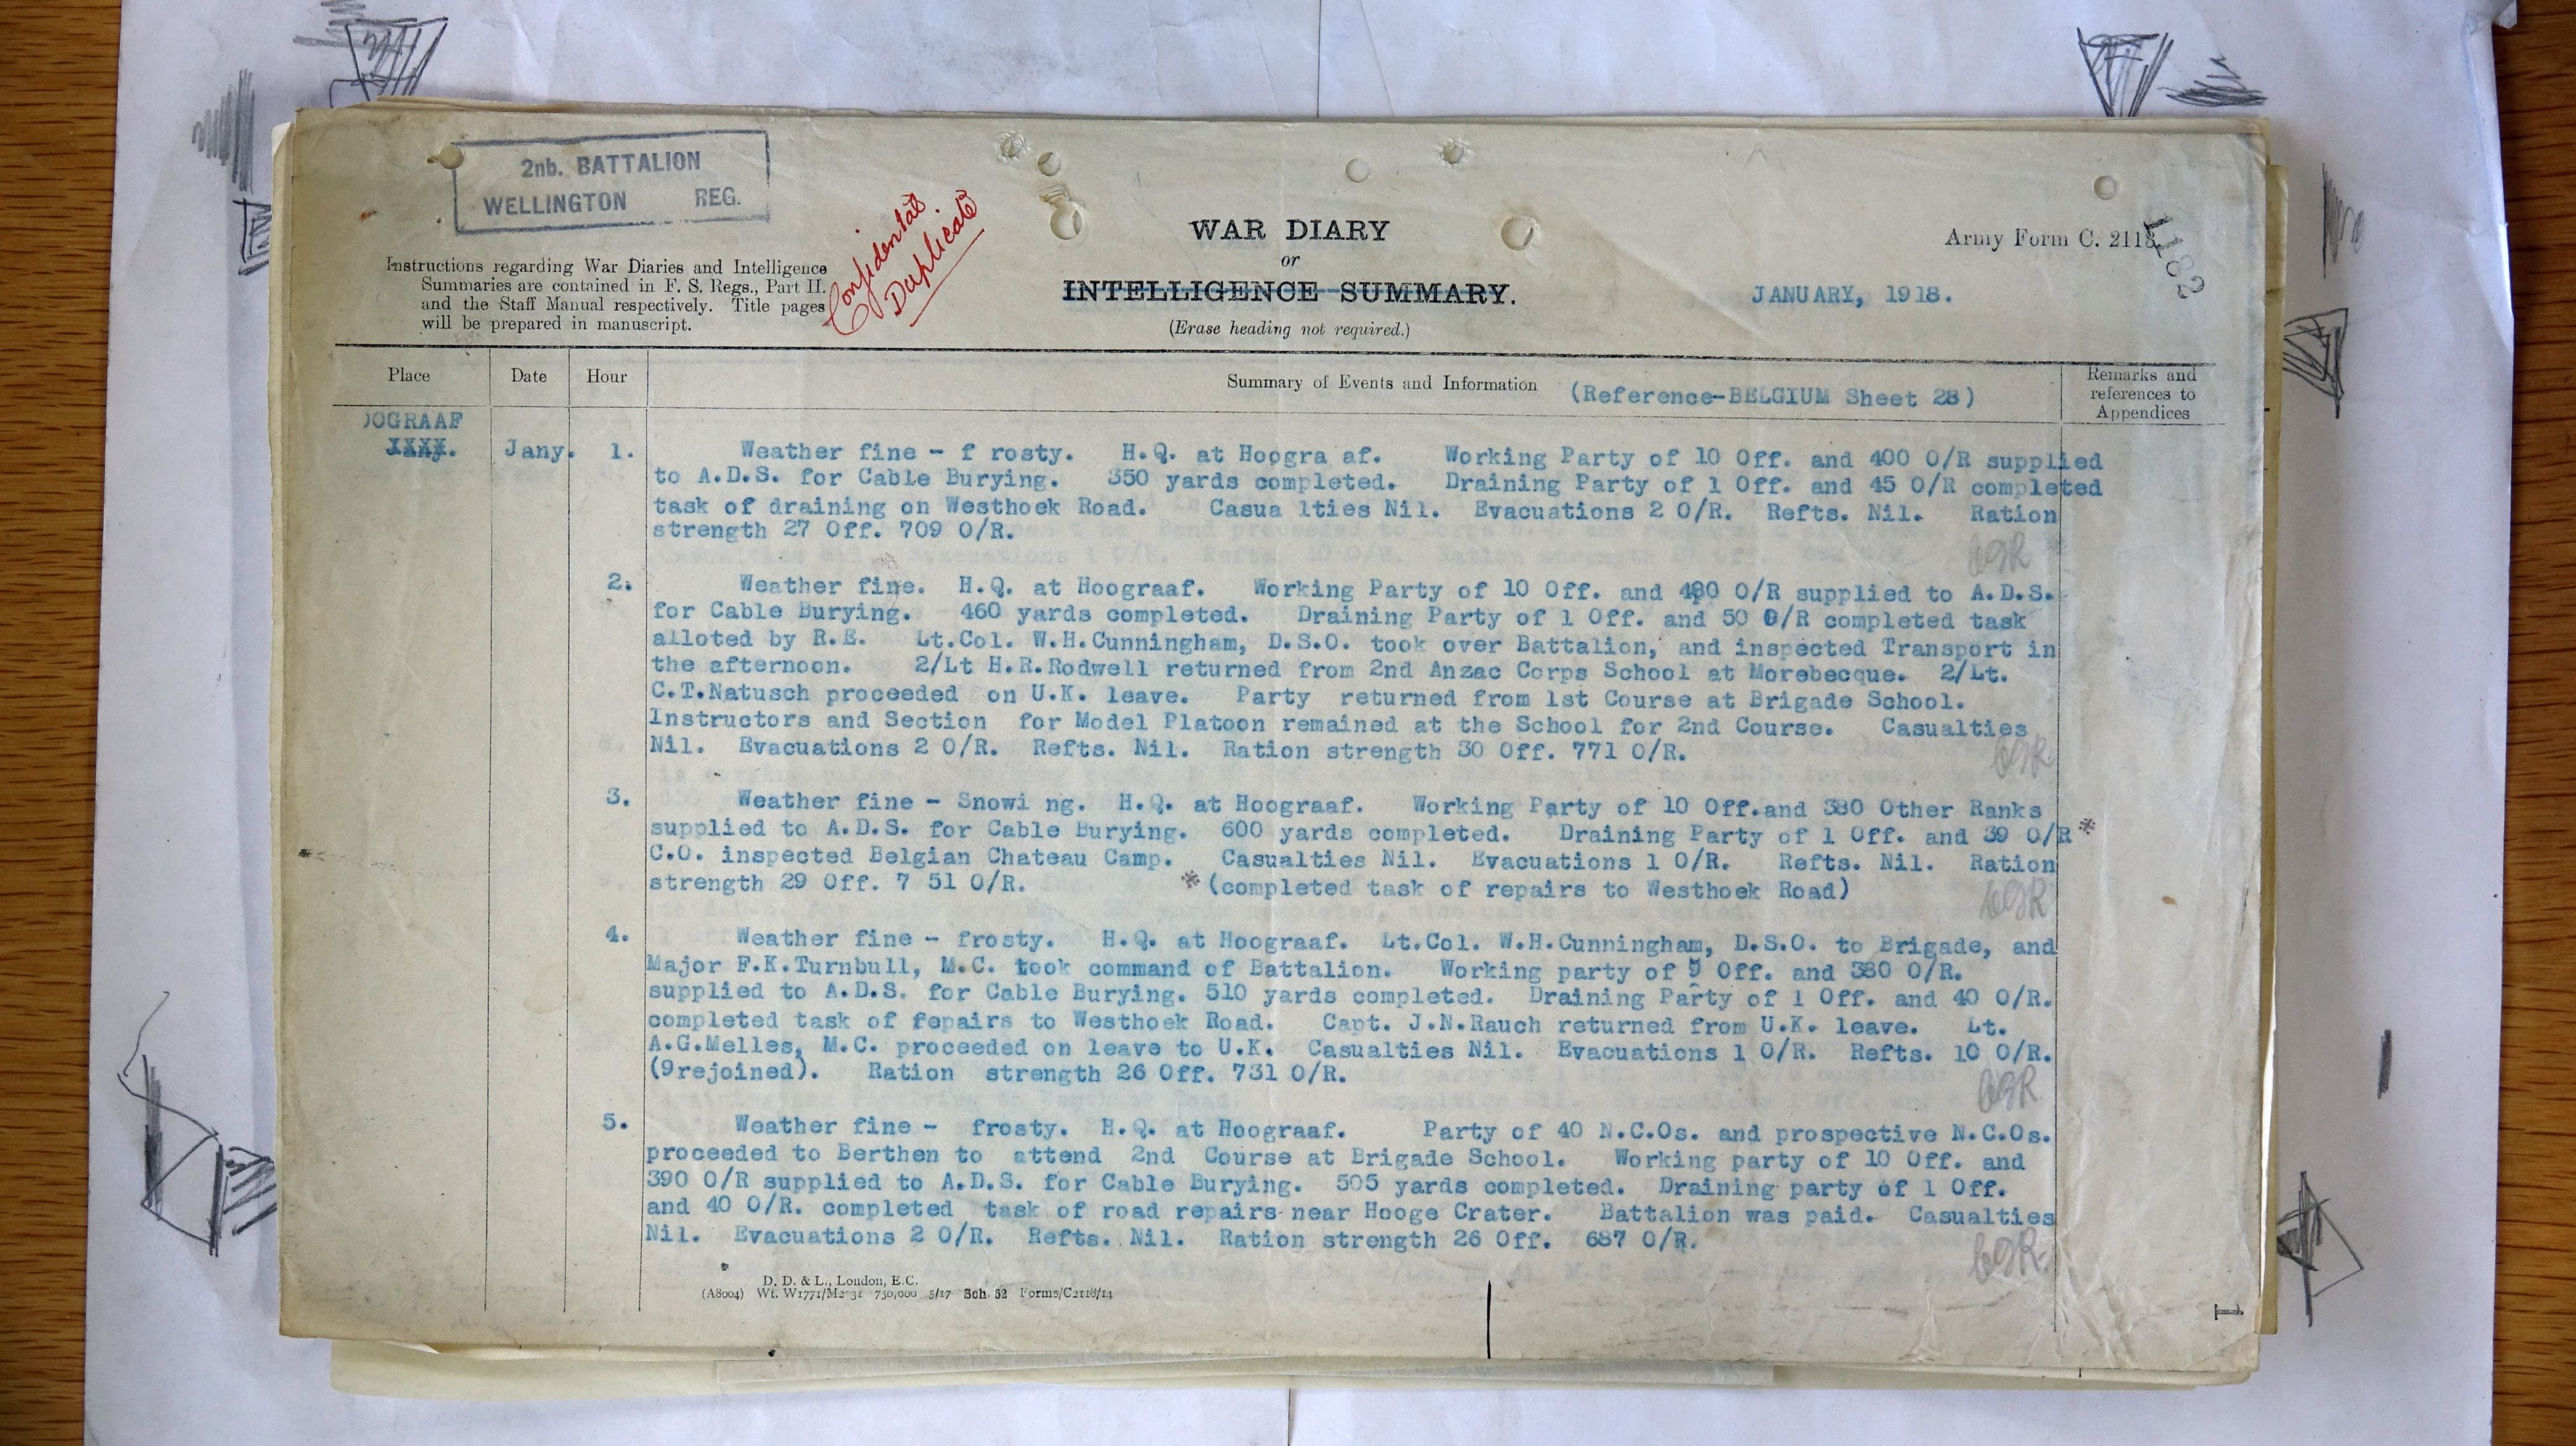 2nb. BATTALION
WELLINGTON REG.
Confidential
Duplicate
Instructions regarding War Diaries and Intelligence
Summaries are contained in F. S. Regs., Part II.
and the Staff Manual respectively. Title pages
will be prepared in manuscript.
WAR DIARY
or
INTELLIGENCE SUMMARY.
(Erase heading not required.)
Army Form C. 2118
1182
JANUARY, 1918.
Place Date Hour Summary of Events and Information (Reference-BELGIUM Sheet 28) Remarks and
references to
Appendices
OOGRAAF
XXXX. Jany. 1. Weather fine - f rosty. H.Q. at Hoogra af. Working Party of 10 Off. and 400 O/R supplied
to A.D.S. for Cable Burying. 350 yards completed. Draining Party of 1 Off. and 45 O/R completed
task of draining on Westhoek Road. Casua lties Nil. Evacuations 2 O/R. Refts. Nil. Ration
strength 27 Off. 709 O/R.
2. Weather fine. H.Q. at Hoograaf. Working Party of 10 Off. and O/R supplied to A.D.S.
for Cable Burying. 460 yards completed. Draining Party of 1 Off. and 50 O/R completed task
alloted by R.E. Lt.Col. W.H.Cunningham, D.S.O. took over Battalion, and inspected Transport in
the afternoon. 2/Lt H.R.Rodwell returned from 2nd Anzac Corps School at Morebecque. 2/Lt.
C.T.Natusch proceeded on U.K. leave. Party returned from 1st Course at Brigade School.
Instructors and Section for Model Platoon remained at the School for 2nd Course. Casualties
Nil. Evacuations 2 O/R. Refts. Nil. Ration strength 30 Off. 771 O/R.
3. Weather fine - Snowi ng. H.Q. at Hoograaf. Working Party of 10 Off.and 380 Other Ranks
supplied to A.D.S. for Cable Burying. 600 yards completed. Draining Party of 1 Off. and 39 O/R *
C.O. inspected Belgian Chateau Camp. Casualties Nil. Evacuations 1 O/R. Refts. Nil. Ration
strength 29 Off. 7 51 O/R. * (completed task of repairs to Westhoek Road)
4. Weather fine - frosty. H.Q. at Hoograaf. Lt.Col. W.H.Cunningham, D.S.O. to Brigade, and
Major F.K.Turnbull, M.C. took command of Battalion. Working party of 9 Off. and 380 O/R.
supplied to A.D.S. for Cable Burying. 510 yards completed. Draining Party of 1 Off. and 40 O/R.
completed task of repairs to Westhoek Road. Capt. J.N.Rauch returned from U.K. leave. Lt.
A.G.Melles, M.C. proceeded on leave to U.K. Casualties Nil. Evacuations 1 O/R. Refts. 10 O/R.
(9rejoined). Ration strength 26 Off. 731 O/R.
5. Weather fine - frosty. H.Q. at Hoograaf. Party of 40 N.C.Os. and prospective N.C.Os.
proceeded to Berthen to attend 2nd Course at Brigade School. Working party of 10 Off. and
390 O/R supplied to A.D.S. for Cable Burying. 505 yards completed. Draining party of 1 Off.
and 40 O/R. completed task of road repairs near Hooge Crater. Battalion was paid. Casualties
Nil. Evacuations 2 O/R. Refts. Nil. Ration strength 26 Off. 687 O/R.
D. D. & L., London, E.C.
(A8004) Wt. W1771/M2031 750,000 5/17 Sch. 52 Forms/C2118/14
1